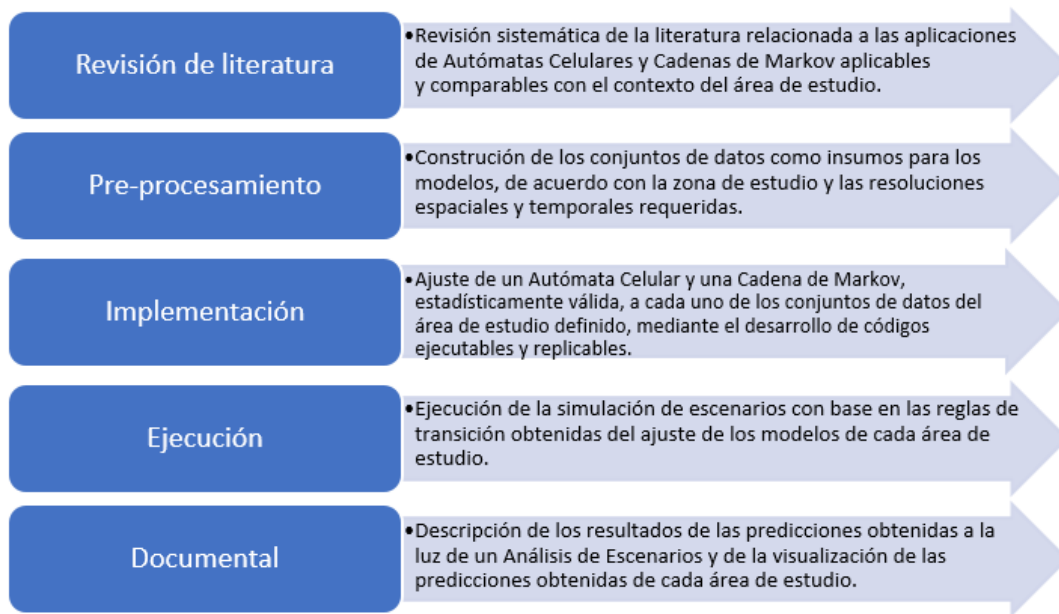 Revisión de literatura
•Revisión sistemática de la literatura relacionada a las aplicaciones
de Autómatas Celulares y Cadenas de Markov aplicables
y comparables con el contexto del área de estudio.
Pre-procesamiento
•Construción de los conjuntos de datos como insumos para los
modelos, de acuerdo con la zona de estudio y las resoluciones
espaciales y temporales requeridas.
Implementación
•Ajuste de un Autómata Celular y una Cadena de Markov,
estadísticamente válida, a cada uno de los conjuntos de datos del
área de estudio definido, mediante el desarrollo de códigos
ejecutables y replicables.
Ejecución
•Ejecución de la simulación de escenarios con base en las reglas de
transición obtenidas del ajuste de los modelos de cada área de
estudio.
Documental
•Descripción de los resultados de las predicciones obtenidas a la
luz de un Análisis de Escenarios y de la visualización de las
predicciones obtenidas de cada área de estudio.